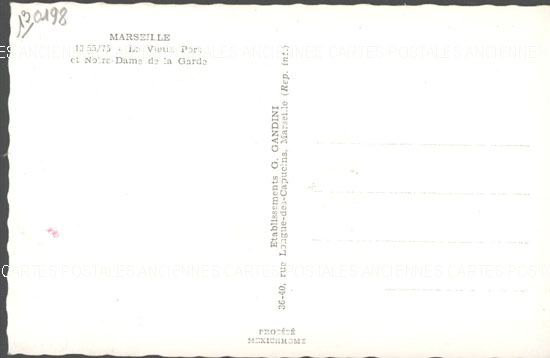 130198
MARSEILLE
13 55/75 - Le Vieux Port
et Notre-Dame de la Garde
CARTES POSTALES ANCIENNES CARTES POSTALES ANCIENNES CARTES POSTALES
Etablissements G. GANDINI
36-40, rue Longue-des-Capucins, Marseille (Rep. int.)
CARTES POSTALES ANCIENNES CARTES POSTALES ANCIENNES CARTES POSTALES
MEXICHROME